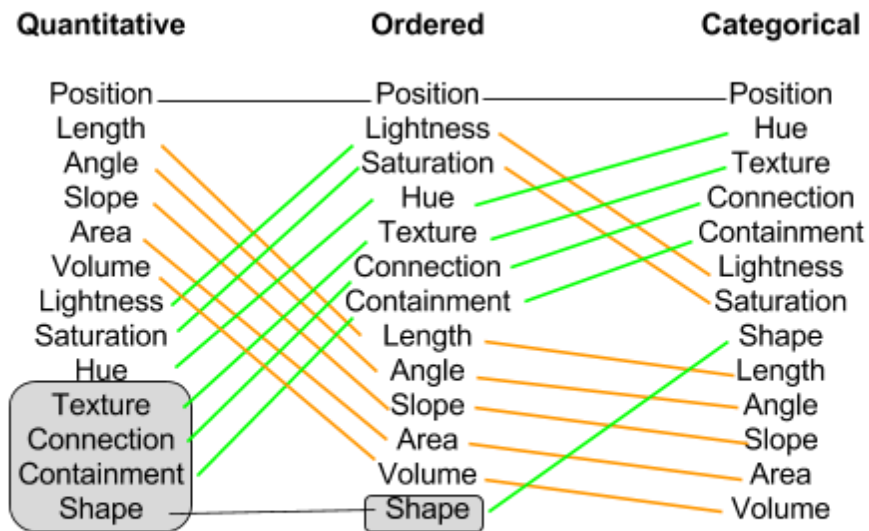 Quantitative Ordered Categorical
Position Position Position
Length Lightness Hue
Angle Saturation Texture
Slope Hue Connection
Area Texture Containment
Volume Connection Lightness
Lightness Containment Saturation
Saturation Length Shape
Hue Angle Length
Texture Slope Angle
Connection Area Slope
Containment Volume Area
Shape Shape Volume